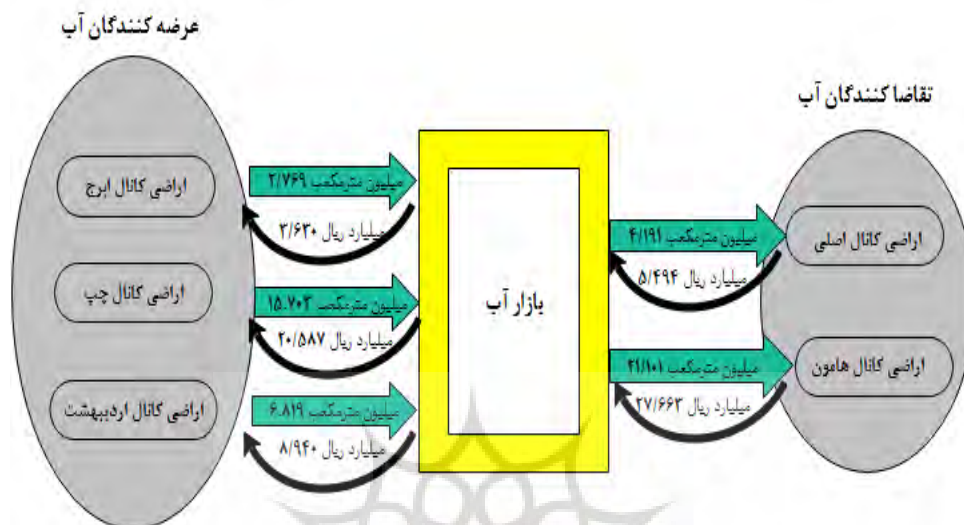 عرضه کنندگان آب
تقاضا کنندگان آب
اراضی کانال ابرج
۲/۷۶۹ میلیون مترمکعب
۳/۶۳۰ میلیارد ریال
اراضی کانال چپ
۱۵.۷۰۳ میلیون مترمکعب
۲۰/۵۸۷ میلیارد ریال
اراضی کانال اردیبهشت
۶.۸۱۹ میلیون مترمکعب
۸/۹۴۰ میلیارد ریال
بازار آب
۴/۱۹۱ میلیون مترمکعب
۵/۴۹۴ میلیارد ریال
اراضی کانال اصلی
۲۱/۱۰۱ میلیون مترمکعب
۲۷/۶۶۳ میلیارد ریال
اراضی کانال هامون